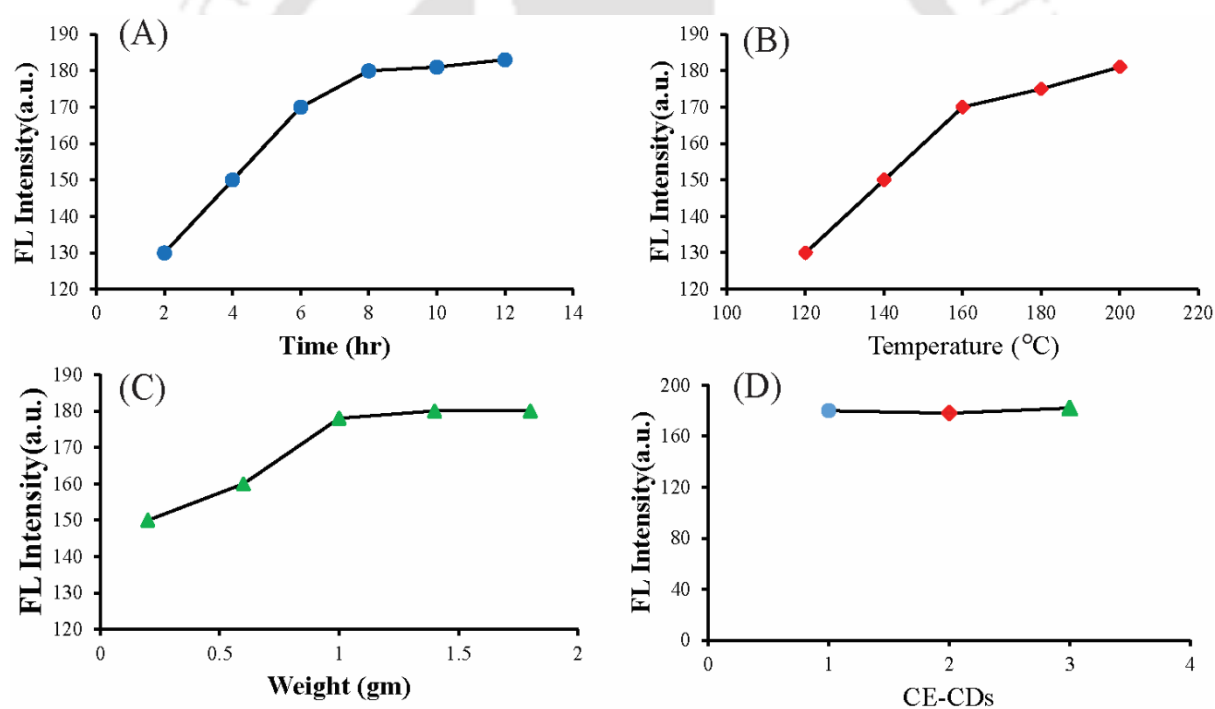 (A)
FL Intensity(a.u.)
190
180
170
160
150
140
130
120
0 2 4 6 8 10 12 14
Time (hr)
(B)
FL Intensity(a.u.)
190
180
170
160
150
140
130
120
100 120 140 160 180 200 220
Temperature (°C)
(C)
FL Intensity(a.u.)
190
180
170
160
150
140
130
120
0 0.5 1 1.5 2
Weight (gm)
(D)
FL Intensity(a.u.)
200
160
120
80
40
0
0 1 2 3 4
CE-CDs